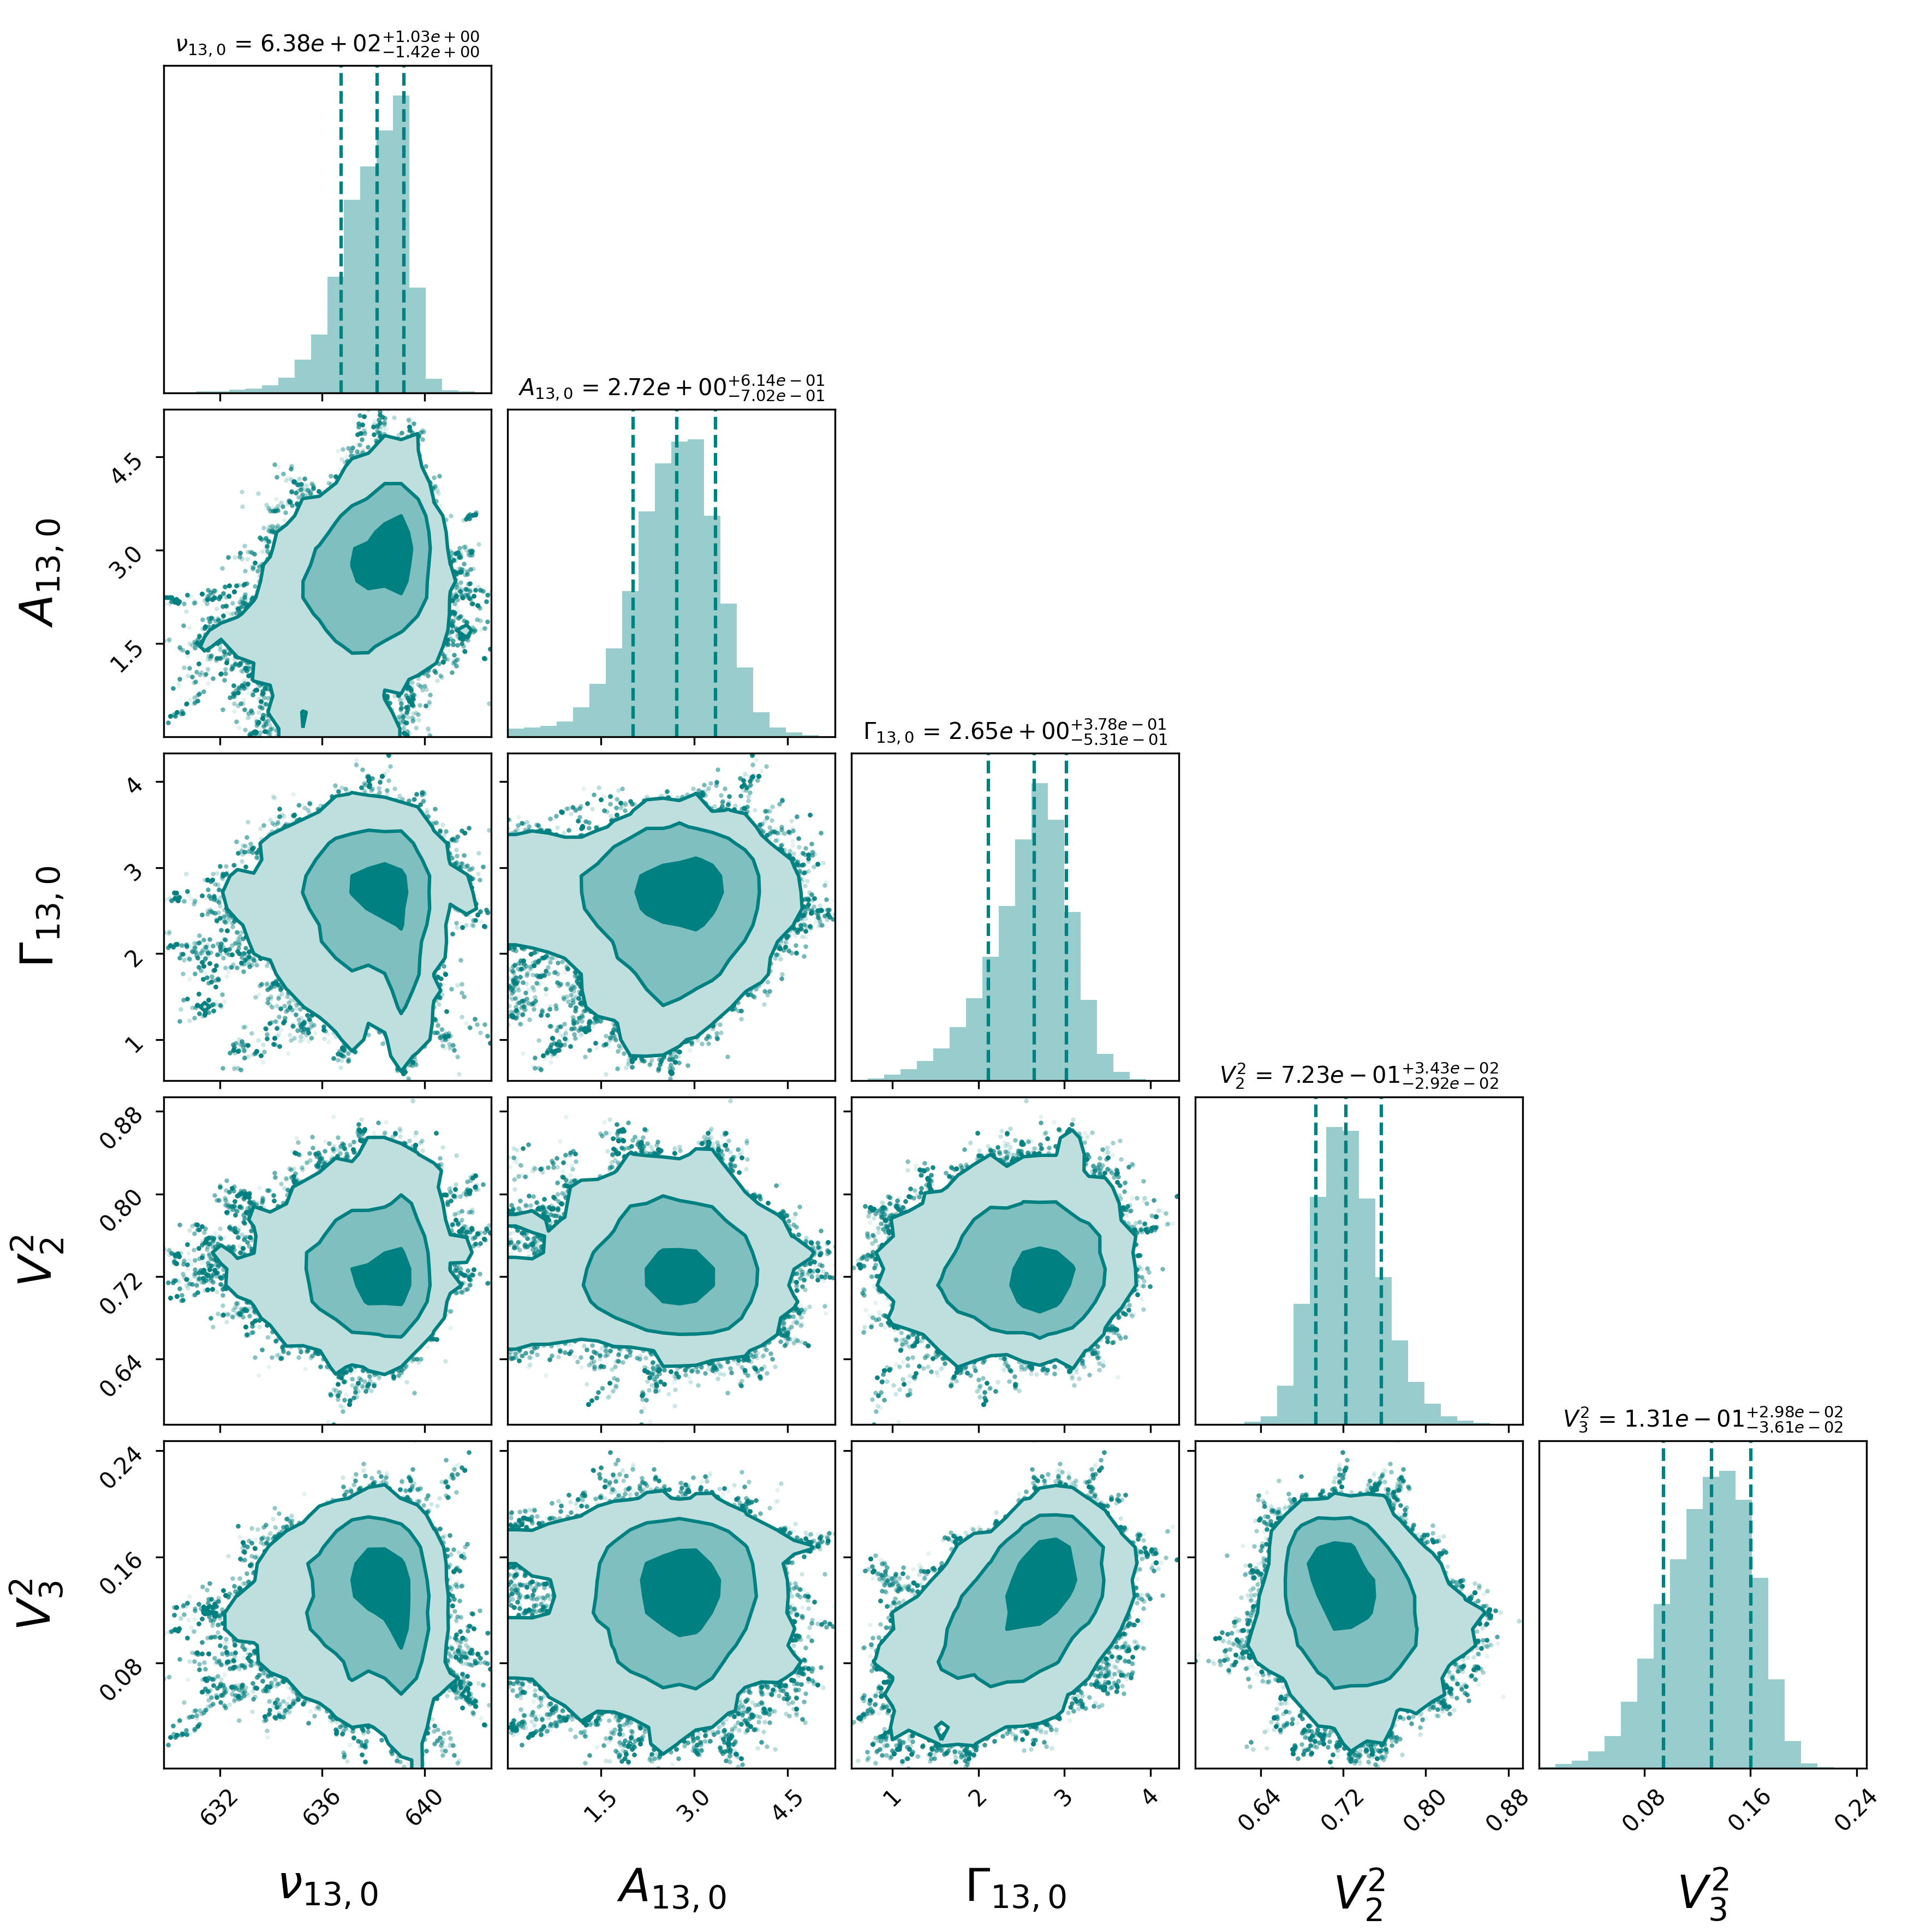 ν13,0 = 6.38e + 02 +1.03e+00 −1.42e+00
A13,0 = 2.72e + 00 +6.14e−01 −7.02e−01
4.5
3.0
1.5
A13,0
Γ13,0 = 2.65e + 00 +3.78e−01 −5.31e−01
4
3
2
1
Γ13,0
V2² = 7.23e − 01 +3.43e−02 −2.92e−02
0.88
0.80
0.72
0.64
V2²
V3² = 1.31e − 01 +2.98e−02 −3.61e−02
0.24
0.16
0.08
V3²
632 636 640 1.5 3.0 4.5 1 2 3 4 0.64 0.72 0.80 0.88 0.08 0.16 0.24
ν13,0 A13,0 Γ13,0 V2² V3²